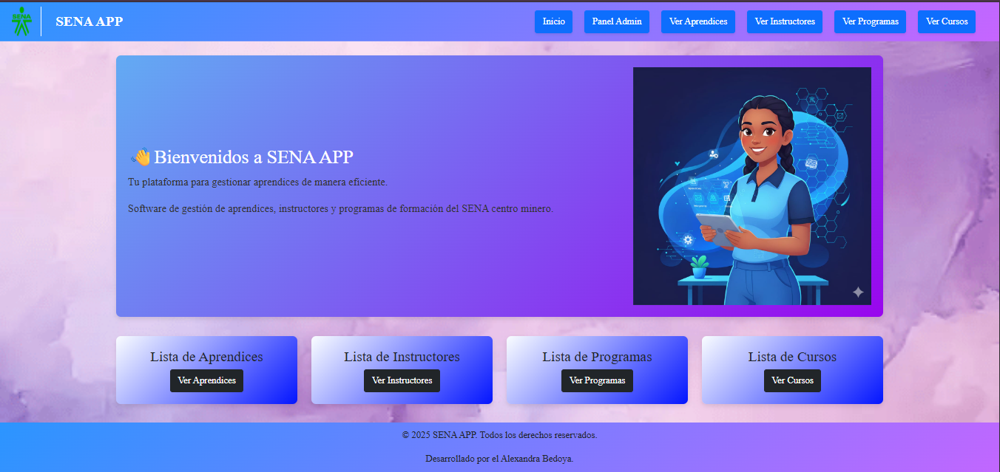 SENA
SENA APP
Inicio
Panel Admin
Ver Aprendices
Ver Instructores
Ver Programas
Ver Cursos
👋Bienvenidos a SENA APP
Tu plataforma para gestionar aprendices de manera eficiente.
Software de gestión de aprendices, instructores y programas de formación del SENA centro minero.
Lista de Aprendices
Ver Aprendices
Lista de Instructores
Ver Instructores
Lista de Programas
Ver Programas
Lista de Cursos
Ver Cursos
© 2025 SENA APP. Todos los derechos reservados.
Desarrollado por el Alexandra Bedoya.